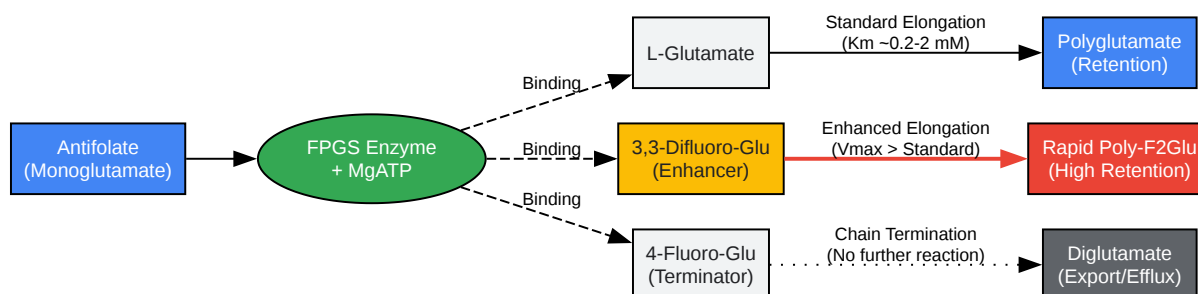 Antifolate
(Monoglutamate)
FPGS Enzyme
+ MgATP
Binding
Binding
Binding
L-Glutamate
Standard Elongation
(Km ~0.2-2 mM)
Polyglutamate
(Retention)
3,3-Difluoro-Glu
(Enhancer)
Enhanced Elongation
(Vmax > Standard)
Rapid Poly-F2Glu
(High Retention)
4-Fluoro-Glu
(Terminator)
Chain Termination
(No further reaction)
Diglutamate
(Export/Efflux)